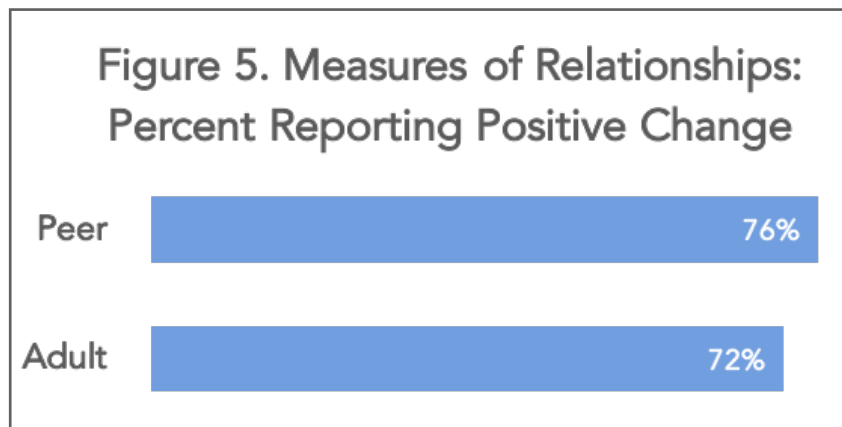 Figure 5. Measures of Relationships:
Percent Reporting Positive Change
Peer 76%
Adult 72%